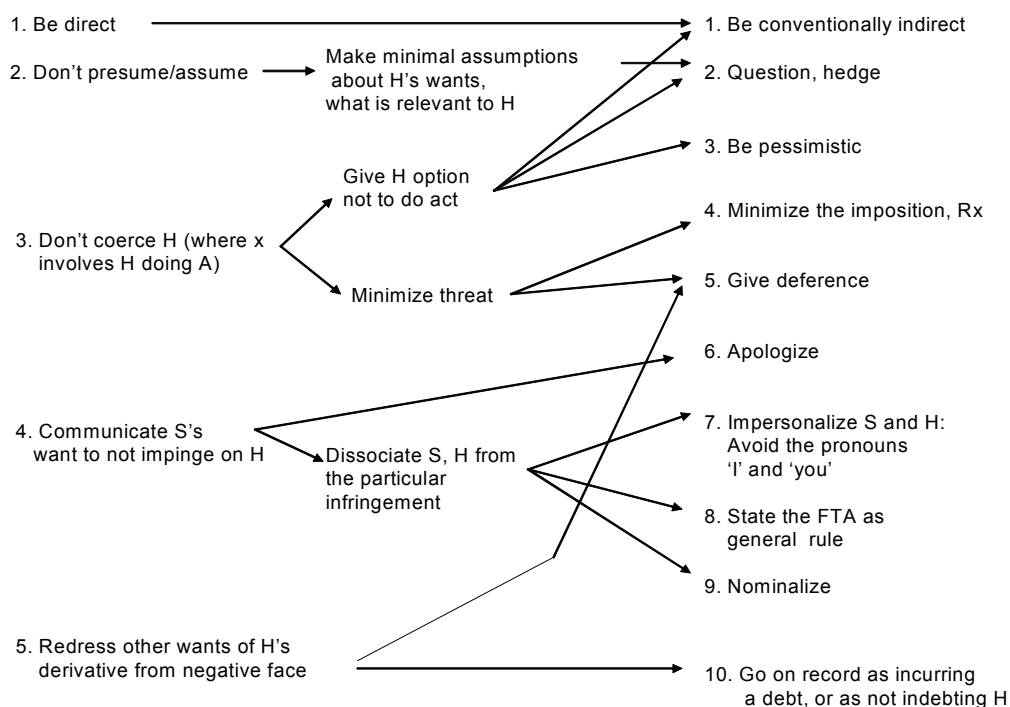 1. Be direct
2. Don't presume/assume
Make minimal assumptions
about H's wants,
what is relevant to H
3. Don't coerce H (where x
involves H doing A)
Give H option
not to do act
Minimize threat
4. Communicate S's
want to not impinge on H
Dissociate S, H from
the particular
infringement
5. Redress other wants of H's
derivative from negative face
1. Be conventionally indirect
2. Question, hedge
3. Be pessimistic
4. Minimize the imposition, Rx
5. Give deference
6. Apologize
7. Impersonalize S and H:
Avoid the pronouns
'I' and 'you'
8. State the FTA as
general rule
9. Nominalize
10. Go on record as incurring
a debt, or as not indebting H